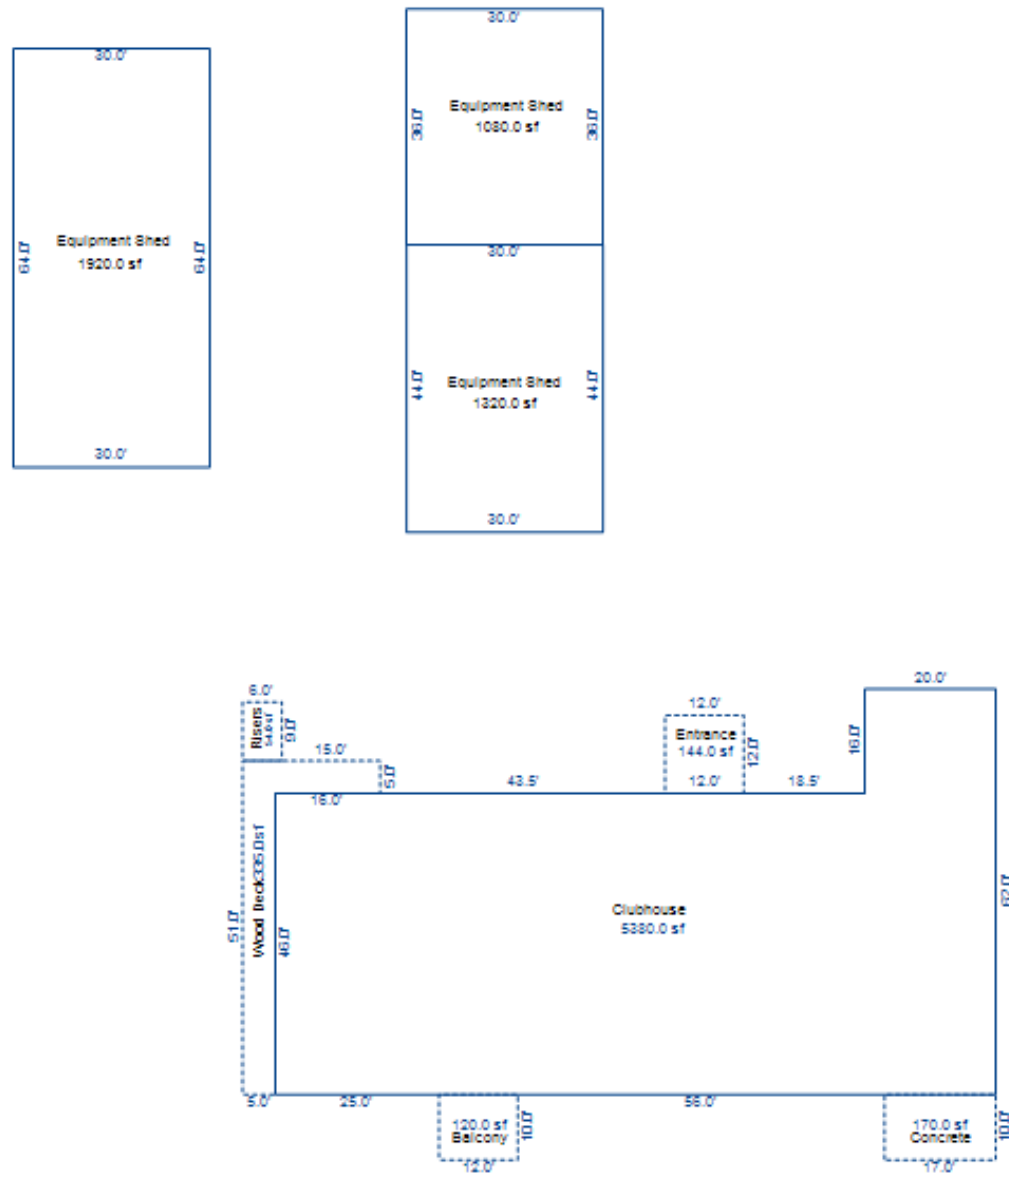 30.0'
30.0'
Equipment Shed
1080.0 sf
36.0'
36.0'
Equipment Shed
1920.0 sf
64.0'
64.0'
30.0'
Equipment Shed
1320.0 sf
44.0'
44.0'
30.0'
30.0'
20.0'
6.0'
Risers
54.0 sf
9.0'
12.0'
Entrance
144.0 sf
12.0'
16.0'
15.0'
5.0'
16.0'
43.5'
12.0'
18.5'
Wood Deck335.0sf
51.0'
46.0'
62.0'
Clubhouse
5380.0 sf
5.0'
25.0'
56.0'
120.0 sf
Balcony
10.0'
12.0'
170.0 sf
Concrete
10.0'
17.0'